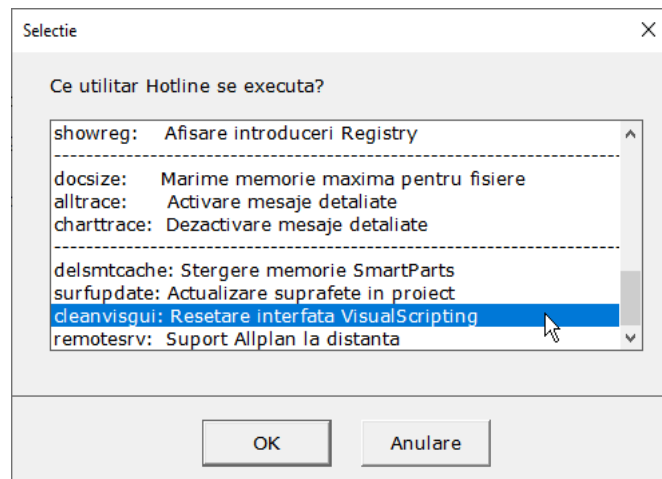 Selectie
Ce utilitar Hotline se executa?
showreg: Afisare introduceri Registry
--------------------------------------------------------------------------------
docsize: Marime memorie maxima pentru fisiere
alltrace: Activare mesaje detaliate
charttrace: Dezactivare mesaje detaliate
--------------------------------------------------------------------------------
delsmtcache: Stergere memorie SmartParts
surfupdate: Actualizare suprafete in proiect
cleanvisgui: Resetare interfata VisualScripting
remotesrv: Suport Allplan la distanta
OK Anulare